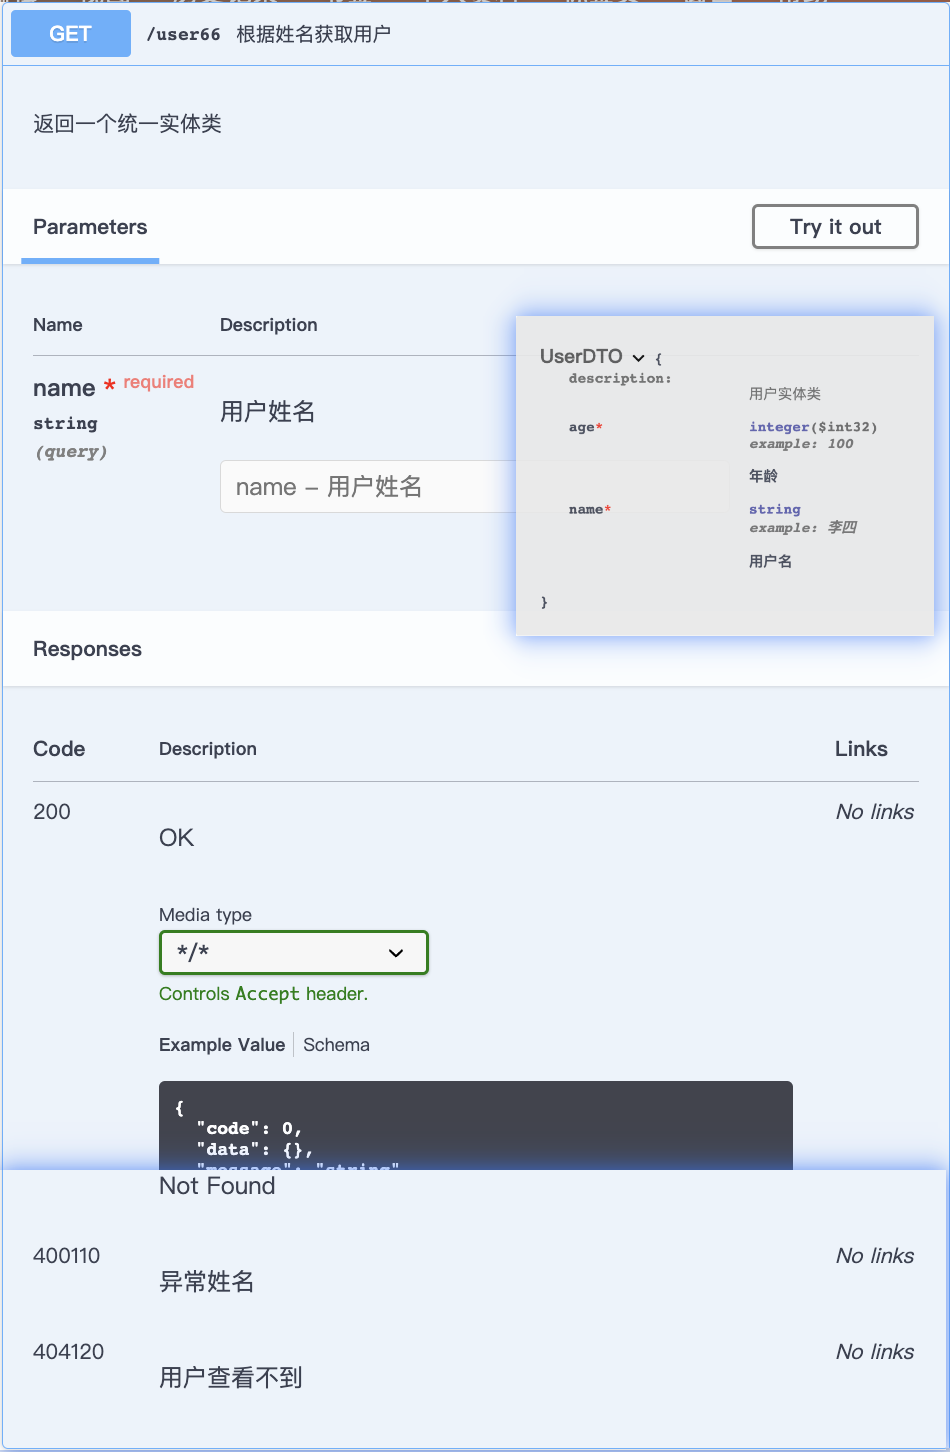 GET /user66 根据姓名获取用户
返回一个统一实体类
Parameters
Try it out
Name Description
name * required
string
(query)
用户姓名
name – 用户姓名
UserDTO {
description:
用户实体类
age* integer($int32)
example: 100
年龄
name* string
example: 李四
用户名
}
Responses
Code Description Links
200 No links
OK
Media type
*/*
Controls Accept header.
Example Value Schema
{
"code": 0,
"data": {},
"message": "string"
Not Found
400110 No links
异常姓名
404120 No links
用户查看不到